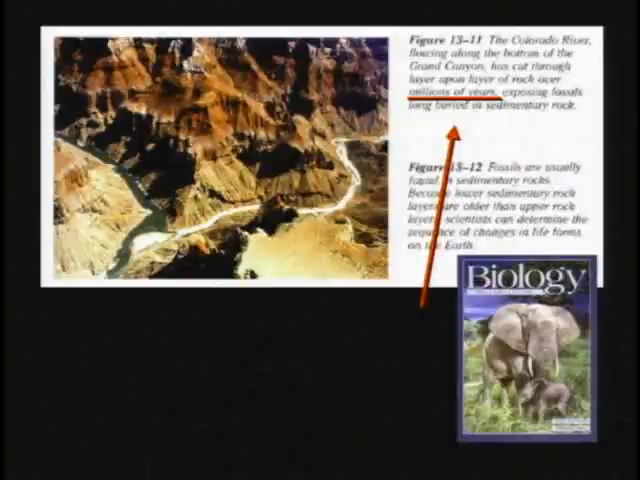 Figure 13–11 The Colorado River,
flowing along the bottom of the
Grand Canyon, has cut through
layer upon layer of rock over
millions of years, exposing fossils
long buried in sedimentary rock.
Figure 13–12 Fossils are usually
found in sedimentary rocks.
Because lower sedimentary rock
layers are older than upper rock
layers, scientists can determine the
sequence of changes in life forms
on the Earth.
Biology